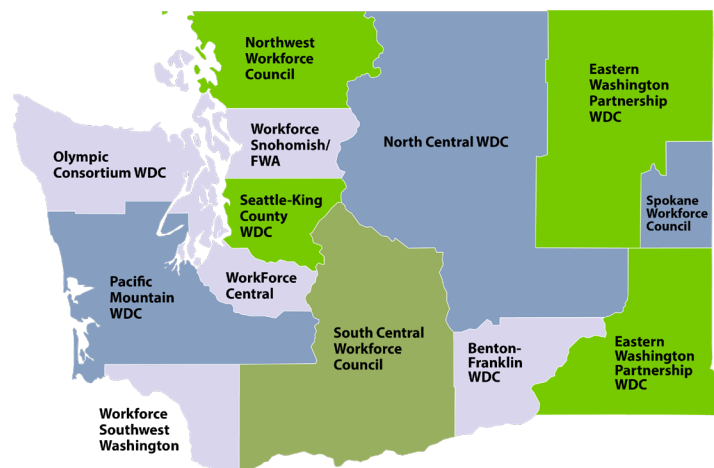 Northwest
Workforce
Council
Eastern
Washington
Partnership
WDC
Workforce
Snohomish/
FWA
North Central WDC
Olympic
Consortium WDC
Seattle-King
County
WDC
Spokane
Workforce
Council
Pacific
Mountain
WDC
WorkForce
Central
South Central
Workforce
Council
Benton-
Franklin
WDC
Eastern
Washington
Partnership
WDC
Workforce
Southwest
Washington